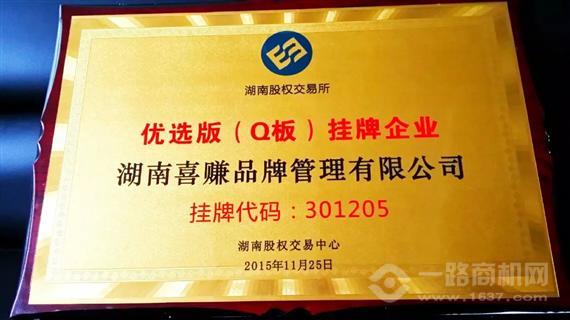 湖南股权交易所
优选版（Q板）挂牌企业
湖南喜赚品牌管理有限公司
挂牌代码：301205
湖南股权交易中心
2015年11月25日
一路商机网
www.1637.com